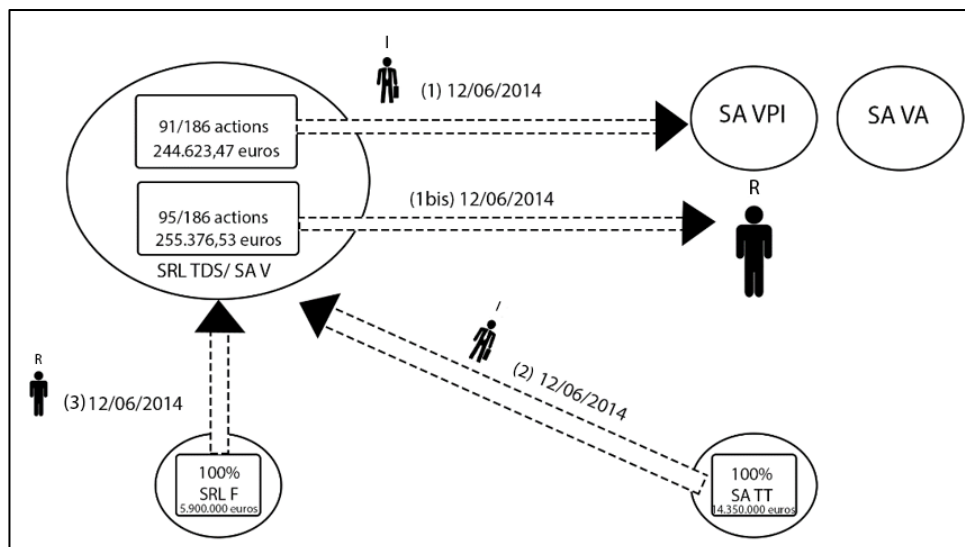 I
(1) 12/06/2014
SA VPI
SA VA
91/186 actions
244.623,47 euros
(1bis) 12/06/2014
R
95/186 actions
255.376,53 euros
SRL TDS/ SA V
I
(2) 12/06/2014
R
(3) 12/06/2014
100%
SRL F
5.900.000 euros
100%
SA TT
14.350.000 euros